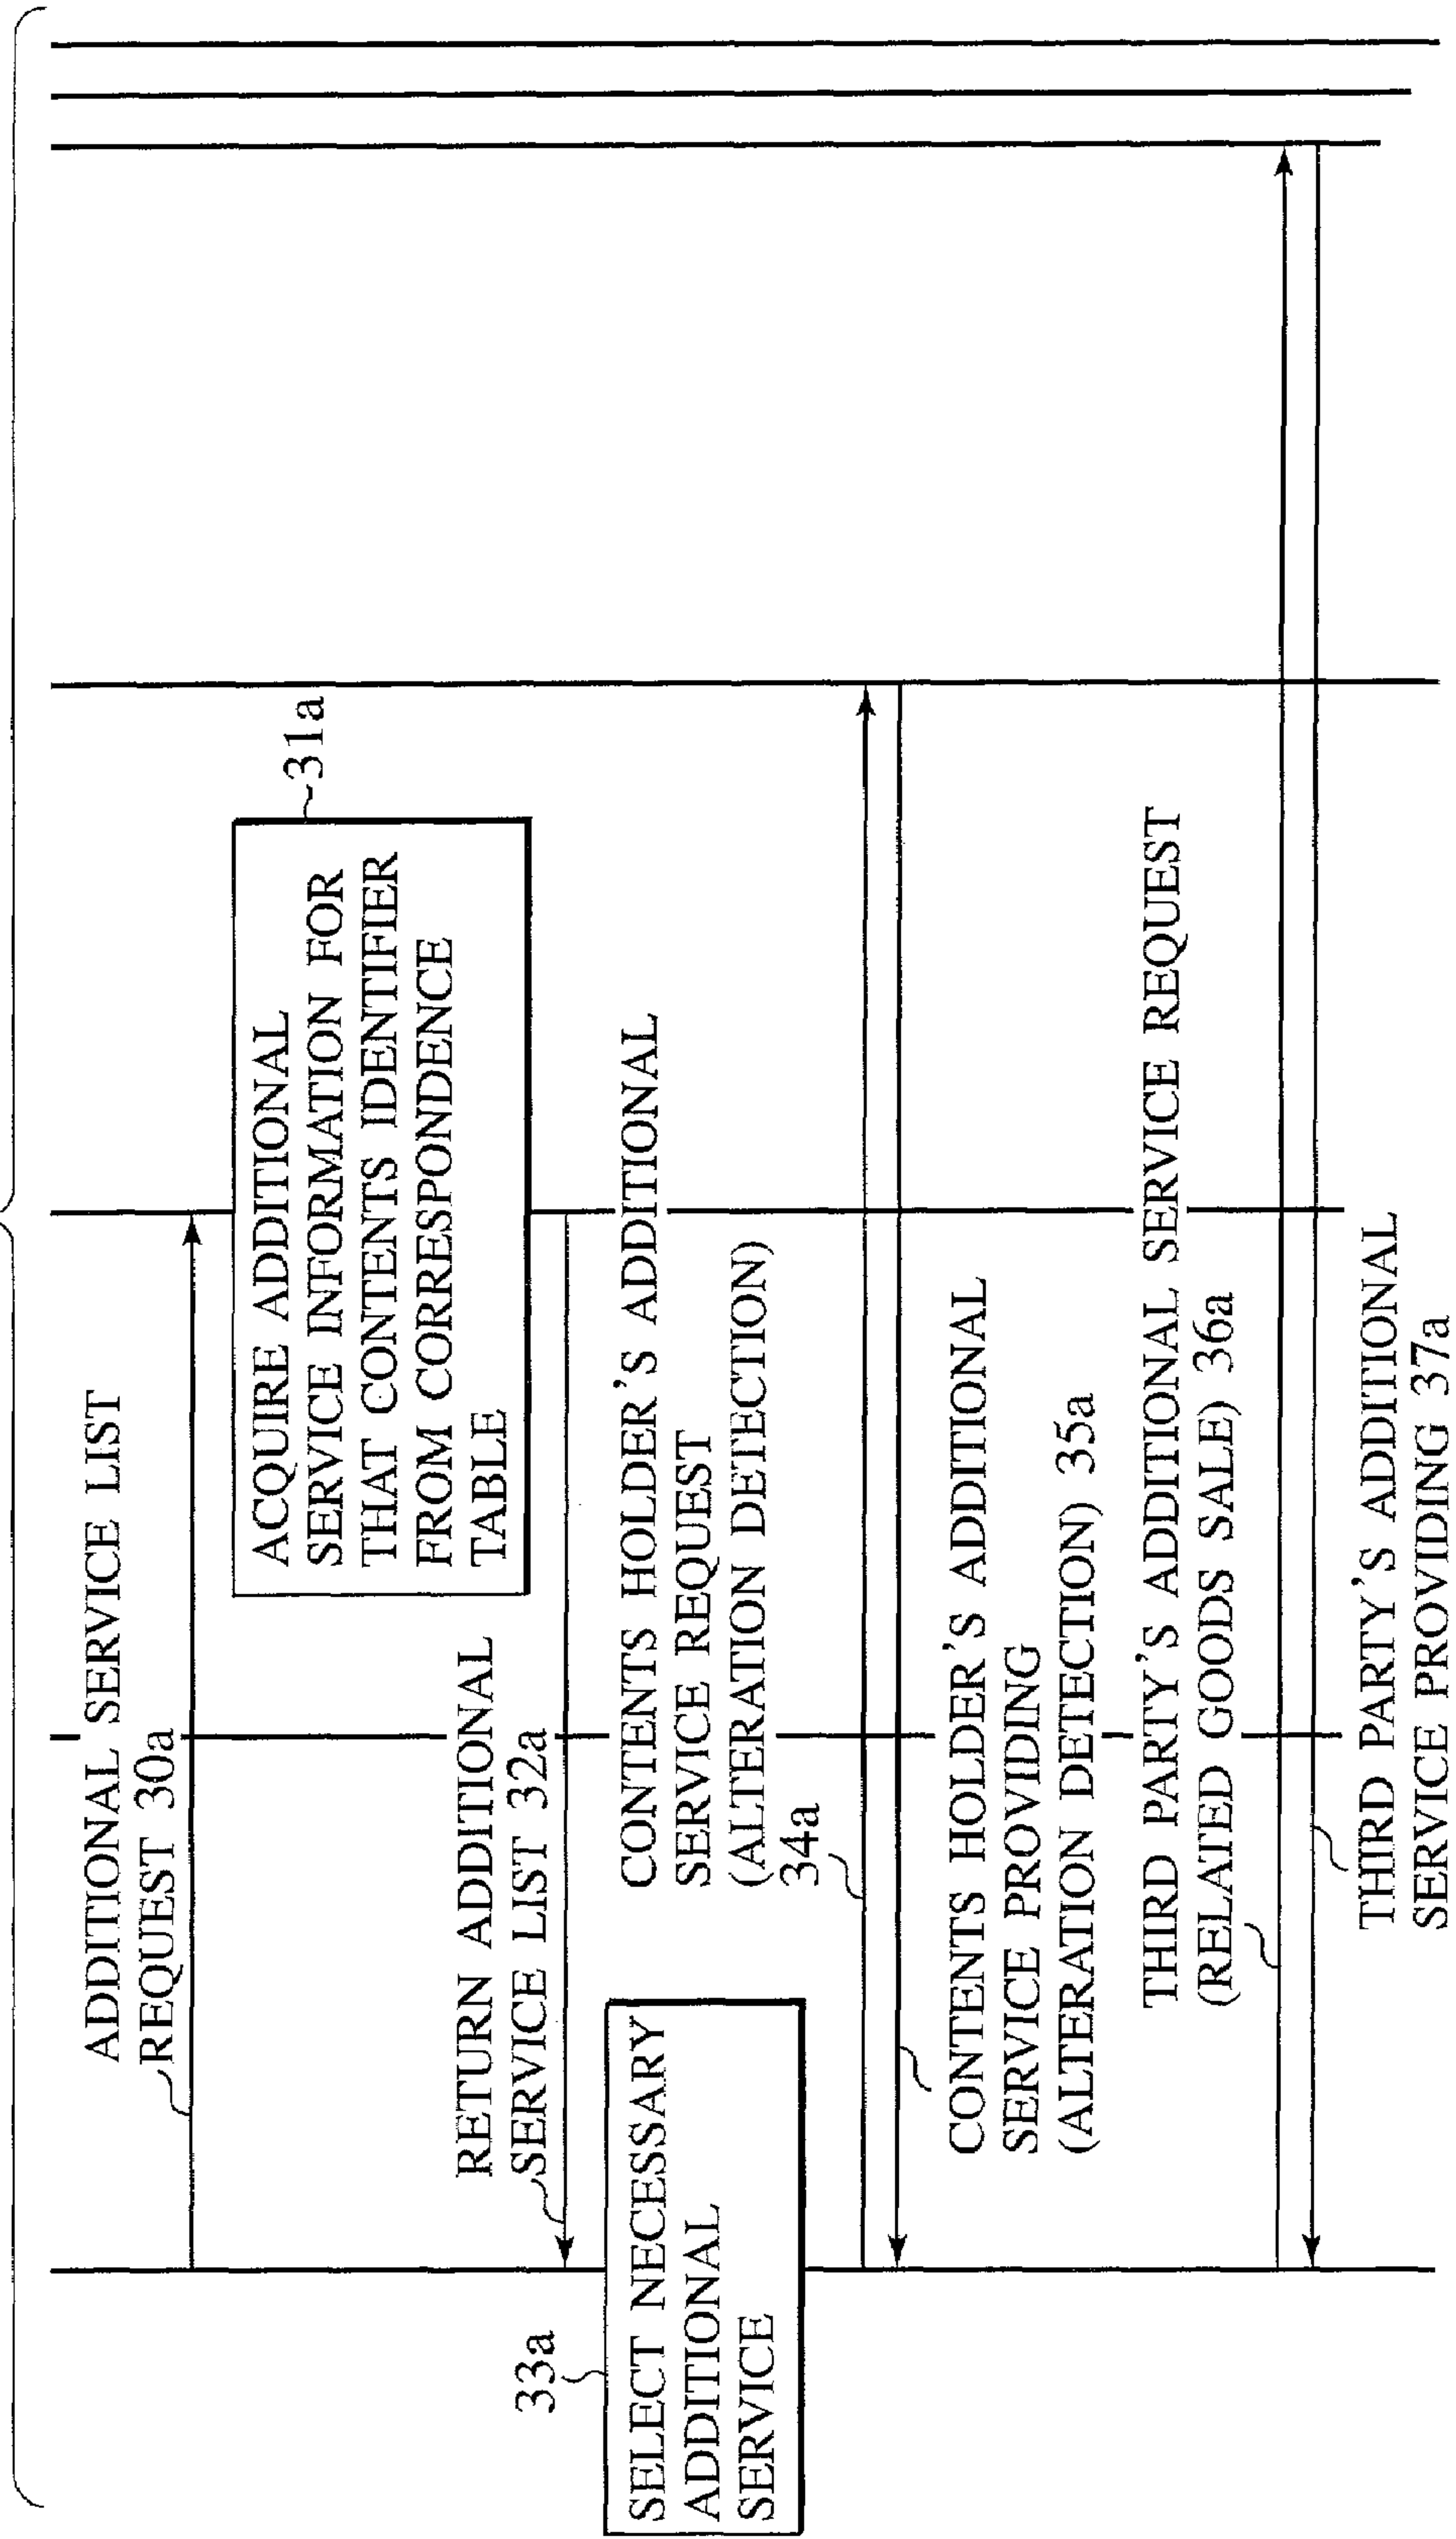 ADDITIONAL SERVICE LIST
REQUEST 30a
ACQUIRE ADDITIONAL
SERVICE INFORMATION FOR
THAT CONTENTS IDENTIFIER
FROM CORRESPONDENCE
TABLE
31a
RETURN ADDITIONAL
SERVICE LIST 32a
33a
SELECT NECESSARY
ADDITIONAL
SERVICE
CONTENTS HOLDER'S ADDITIONAL
SERVICE REQUEST
(ALTERATION DETECTION)
34a
CONTENTS HOLDER'S ADDITIONAL
SERVICE PROVIDING
(ALTERATION DETECTION) 35a
THIRD PARTY'S ADDITIONAL SERVICE REQUEST
(RELATED GOODS SALE) 36a
THIRD PARTY'S ADDITIONAL
SERVICE PROVIDING 37a